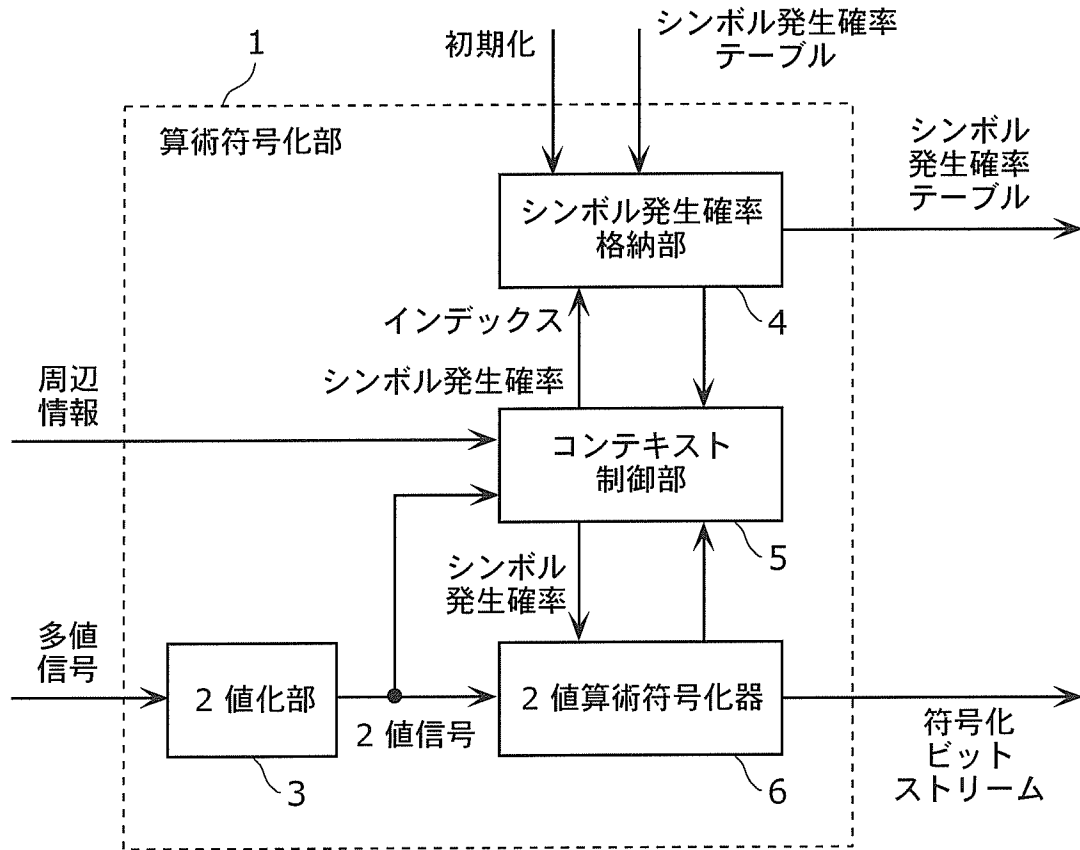 1
初期化
シンボル発生確率
テーブル
算術符号化部
シンボル
発生確率
テーブル
シンボル発生確率
格納部
4
インデックス
シンボル発生確率
周辺
情報
コンテキスト
制御部
5
シンボル
発生確率
多値
信号
2 値化部
3
2 値信号
2 値算術符号化器
6
符号化
ビット
ストリーム